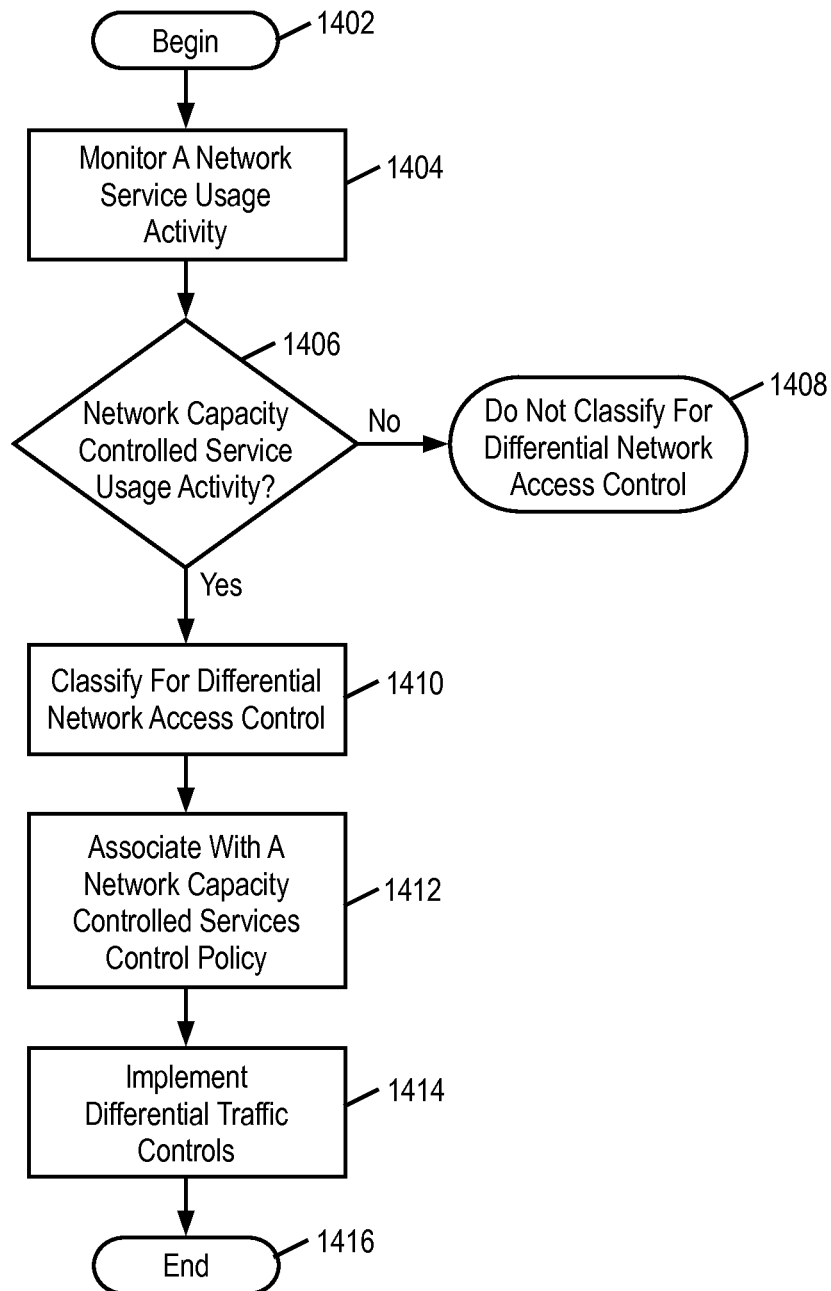 Begin
1402
Monitor A Network
Service Usage
Activity
1404
1406
Network Capacity
Controlled Service
Usage Activity?
No
Do Not Classify For
Differential Network
Access Control
1408
Yes
Classify For Differential
Network Access Control
1410
Associate With A
Network Capacity
Controlled Services
Control Policy
1412
Implement
Differential Traffic
Controls
1414
End
1416